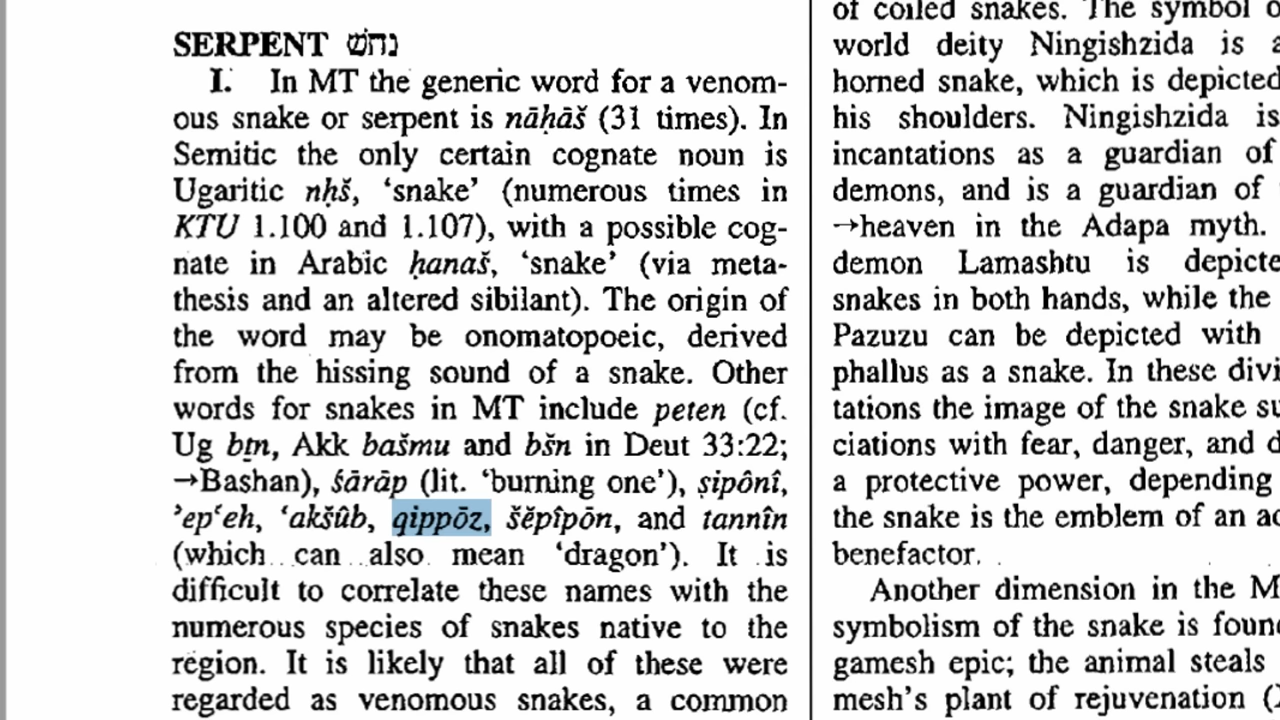 SERPENT נחש
I. In MT the generic word for a venom-
ous snake or serpent is nāḥāš (31 times). In
Semitic the only certain cognate noun is
Ugaritic nḥš, ‘snake’ (numerous times in
KTU 1.100 and 1.107), with a possible cog-
nate in Arabic ḥanaš, ‘snake’ (via meta-
thesis and an altered sibilant). The origin of
the word may be onomatopoeic, derived
from the hissing sound of a snake. Other
words for snakes in MT include peten (cf.
Ug bṯn, Akk bašmu and bšn in Deut 33:22;
→Bashan), śārāp (lit. ‘burning one’), ṣipônî,
ʾepʿeh, ʿakšûb, qippōz, šĕpîpōn, and tannîn
(which can also mean ‘dragon’). It is
difficult to correlate these names with the
numerous species of snakes native to the
region. It is likely that all of these were
regarded as venomous snakes, a common
of coiled snakes. The symbol o
world deity Ningishzida is a
horned snake, which is depicted
his shoulders. Ningishzida is
incantations as a guardian of
demons, and is a guardian of
→heaven in the Adapa myth.
demon Lamashtu is depicte
snakes in both hands, while the
Pazuzu can be depicted with
phallus as a snake. In these divi
tations the image of the snake su
ciations with fear, danger, and d
a protective power, depending
the snake is the emblem of an ac
benefactor.
Another dimension in the M
symbolism of the snake is foun
gamesh epic; the animal steals
mesh’s plant of rejuvenation (